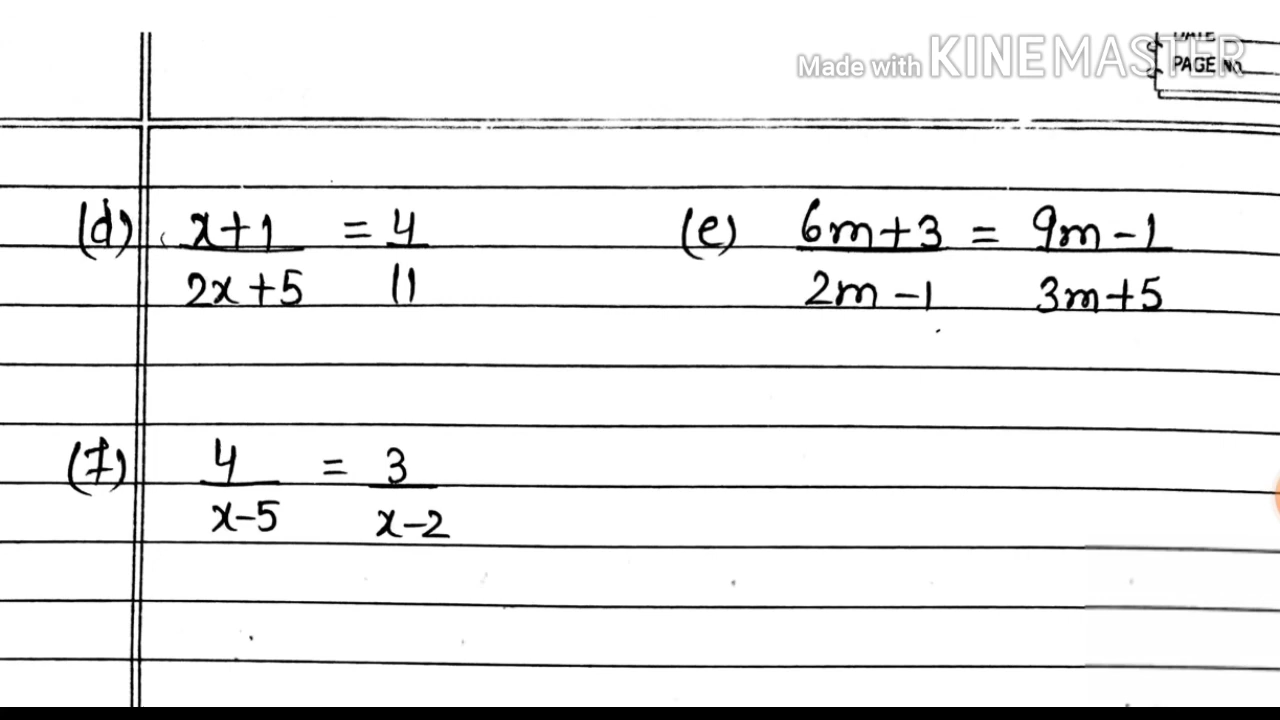 Made with KINEMASTER
DATE
PAGE No.
(d) x+1 = 4
2x+5 11
(e) 6m+3 = 9m-1
2m-1 3m+5
(f) 4 = 3
x-5 x-2